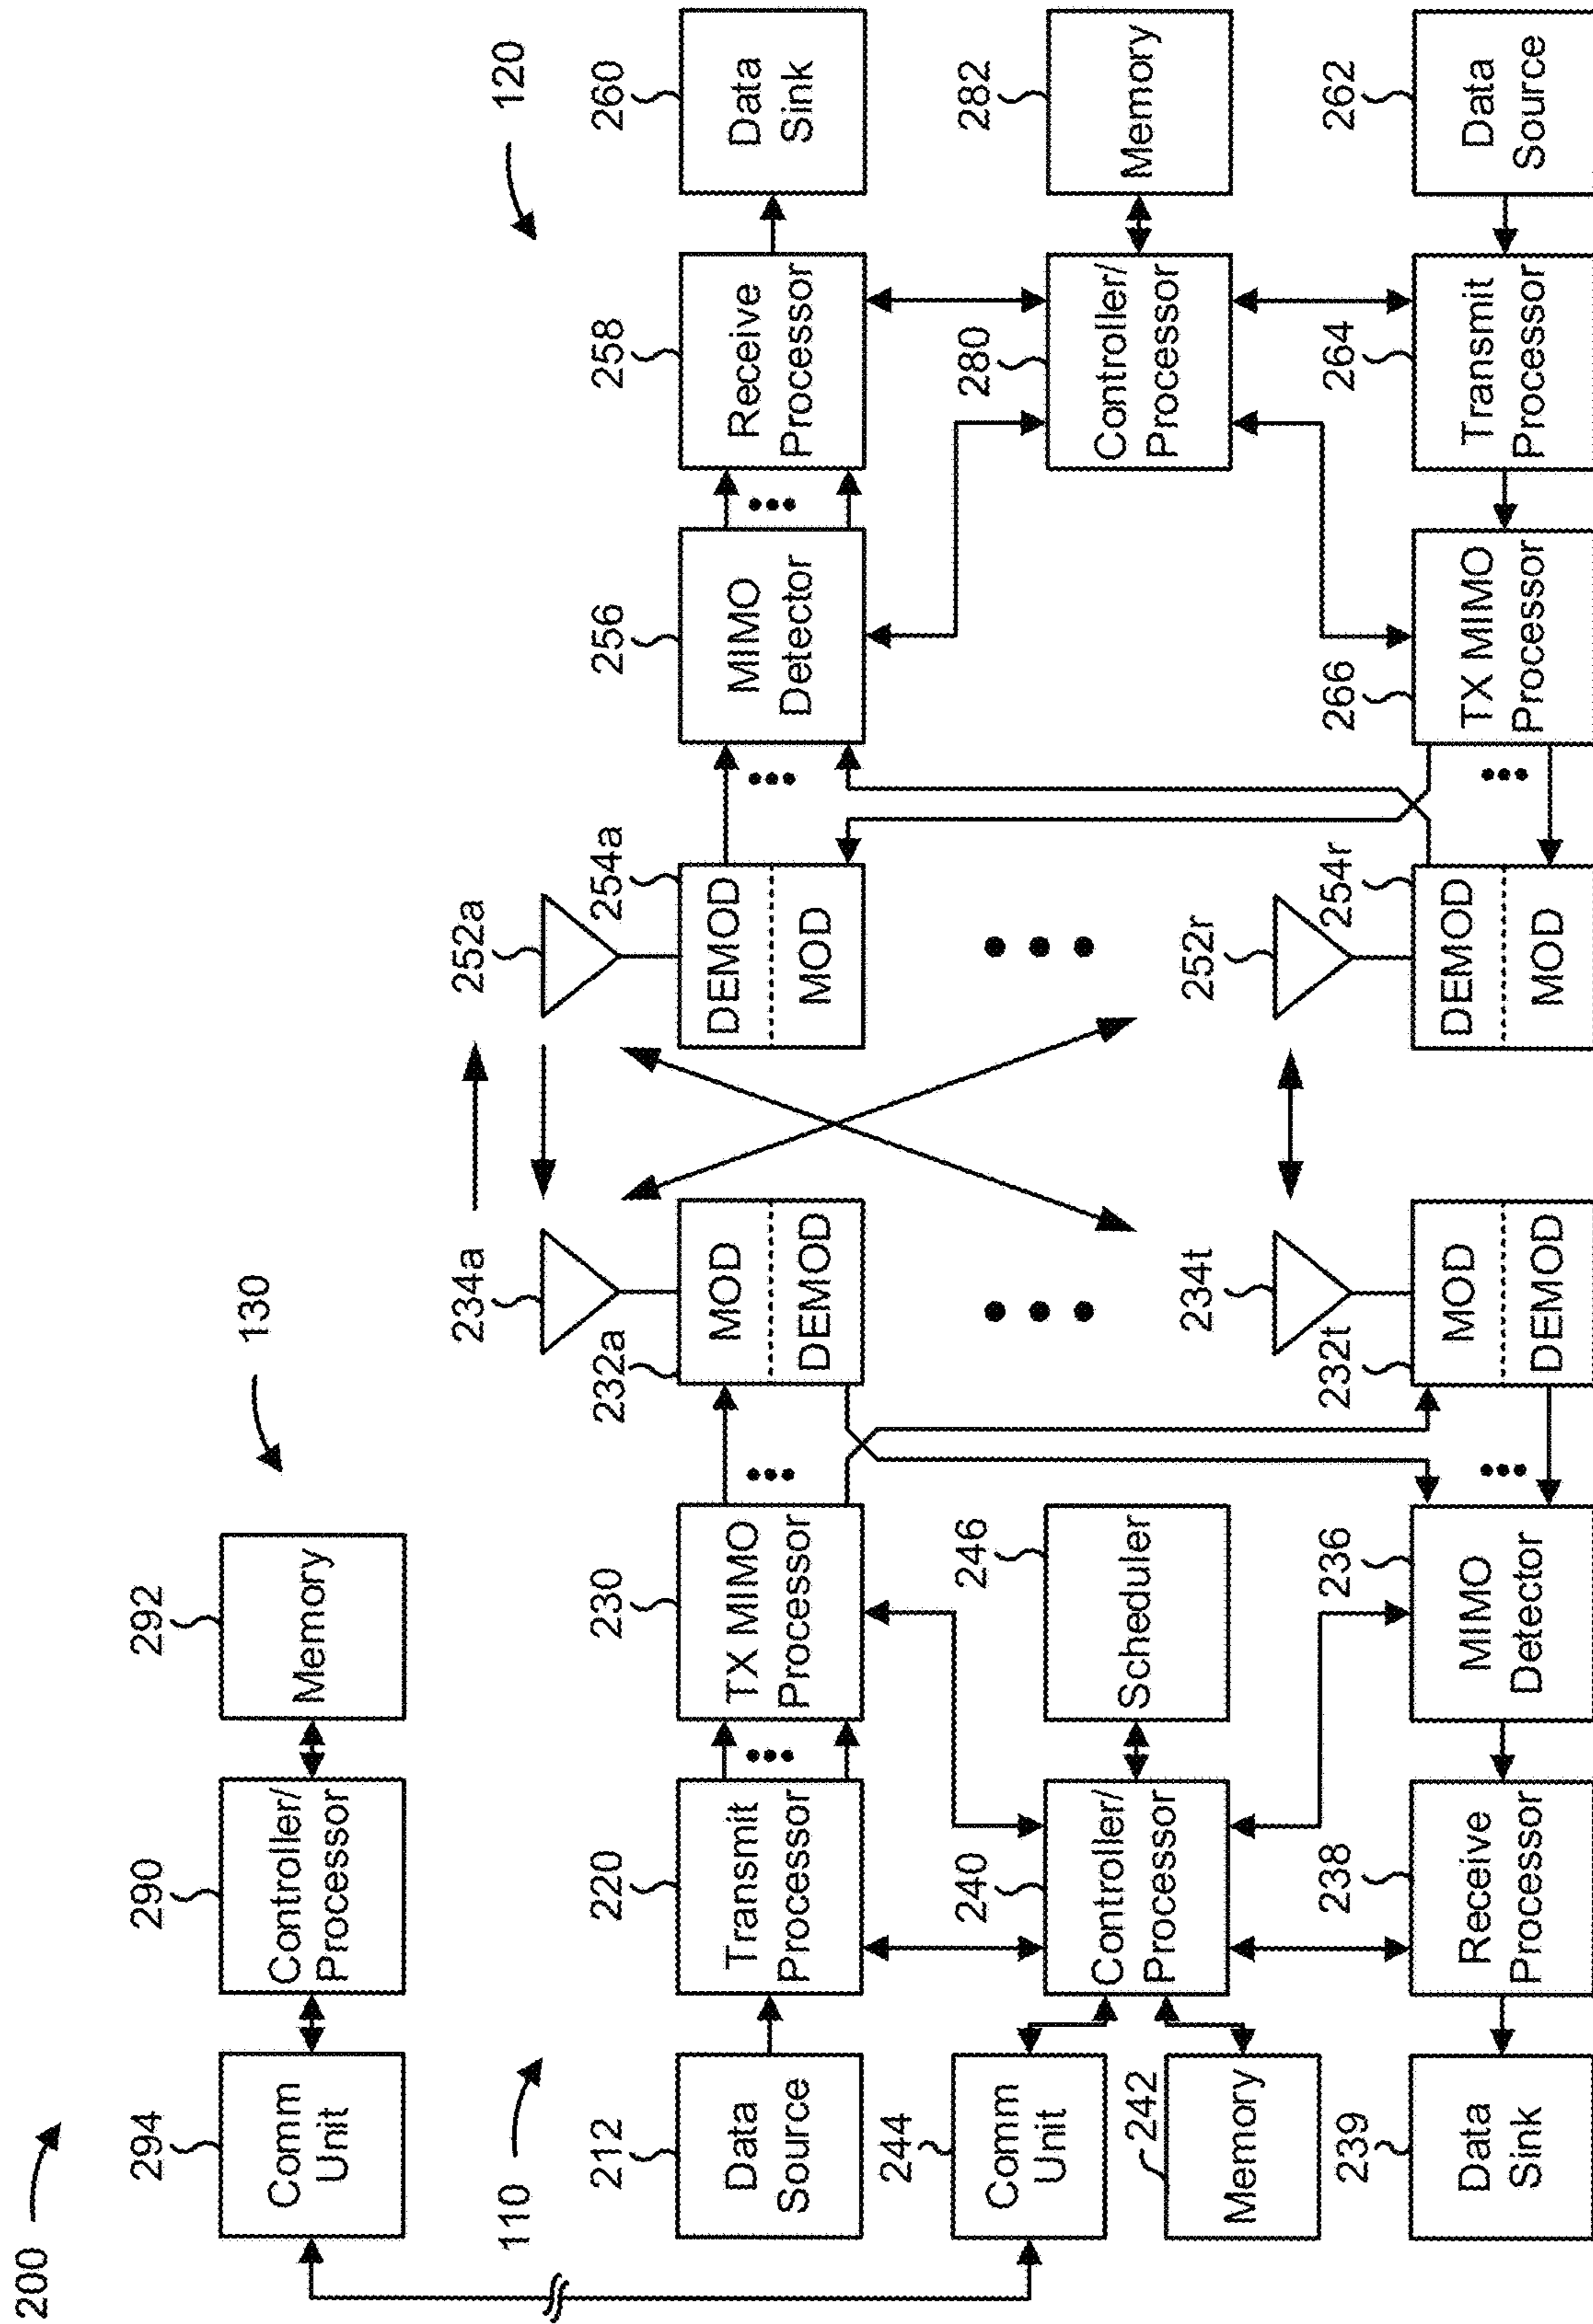 200
130
294
290
292
Comm
Unit
Controller/
Processor
Memory
110
120
212
220
230
232a
234a
252a
254a
256
258
260
Data
Source
Transmit
Processor
TX MIMO
Processor
MOD
DEMOD
DEMOD
MOD
MIMO
Detector
Receive
Processor
Data
Sink
244
240
246
280
282
Comm
Unit
Controller/
Processor
Scheduler
Controller/
Processor
Memory
242
Memory
239
238
236
232t
234t
252r
254r
266
264
262
Data
Sink
Receive
Processor
MIMO
Detector
MOD
DEMOD
DEMOD
MOD
TX MIMO
Processor
Transmit
Processor
Data
Source